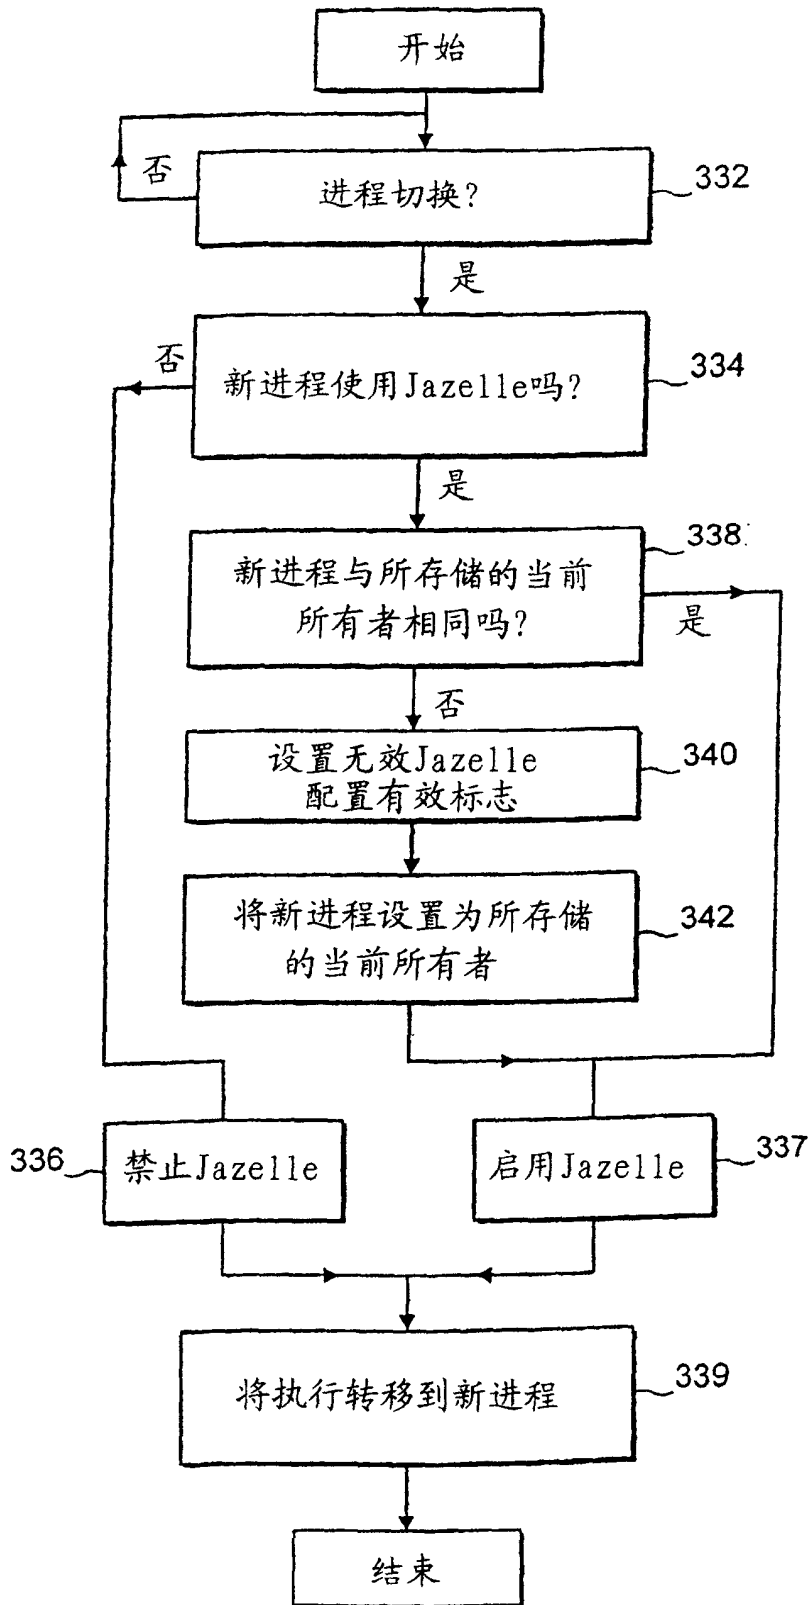 开始
否
进程切换?
332
是
否
新进程使用Jazelle吗?
334
是
338
新进程与所存储的当前
所有者相同吗?
是
否
设置无效Jazelle
配置有效标志
340
将新进程设置为所存储
的当前所有者
342
336
禁止Jazelle
启用Jazelle
337
将执行转移到新进程
339
结束